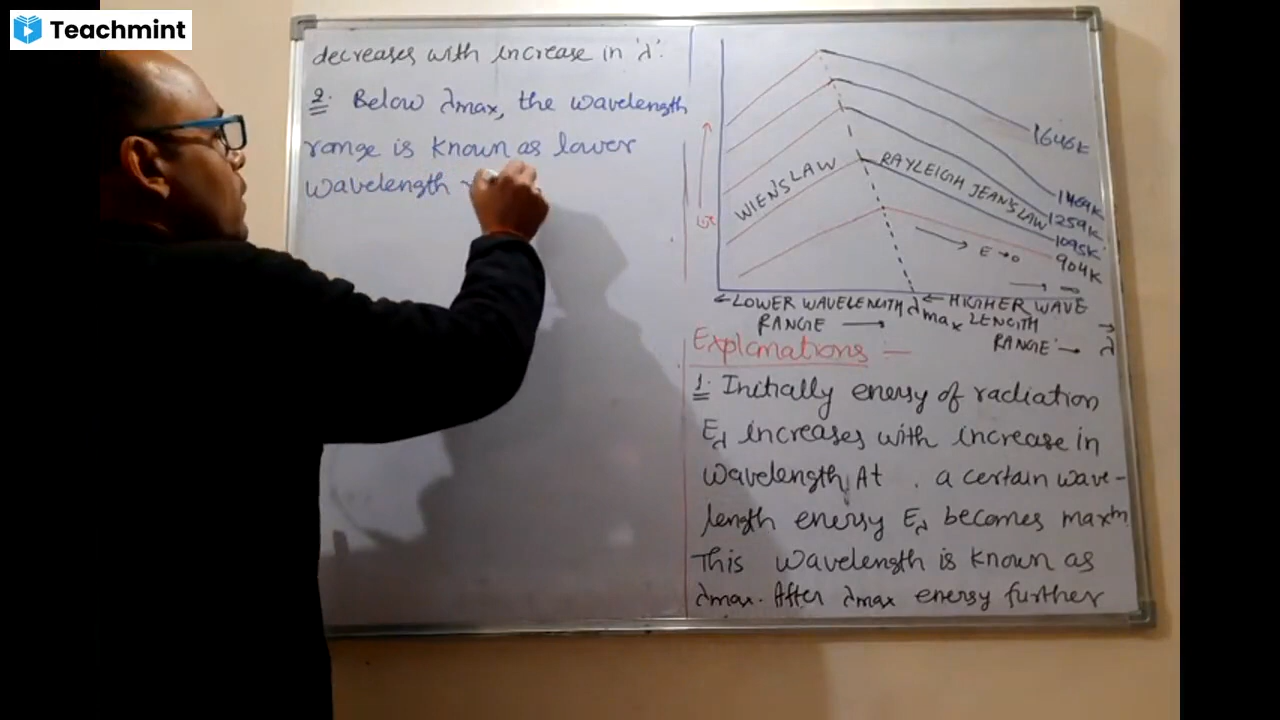 Teachmint
decreases with increase in 'λ'.
2. Below λmax, the wavelength
range is known as lower
wavelength
1646K
1469K
1259K
1095K
904K
WIEN'S LAW
RAYLEIGH JEAN'S LAW
E→0
→ ∞
← LOWER WAVELENGTH
RANGE →
λmax
← HIGHER WAVE
LENGTH
RANGE →
λ
Explanations —
1. Initially energy of radiation
Eλ increases with increase in
wavelength. At a certain wave-
length energy Eλ becomes maxm.
This wavelength is known as
λmax. After λmax energy further